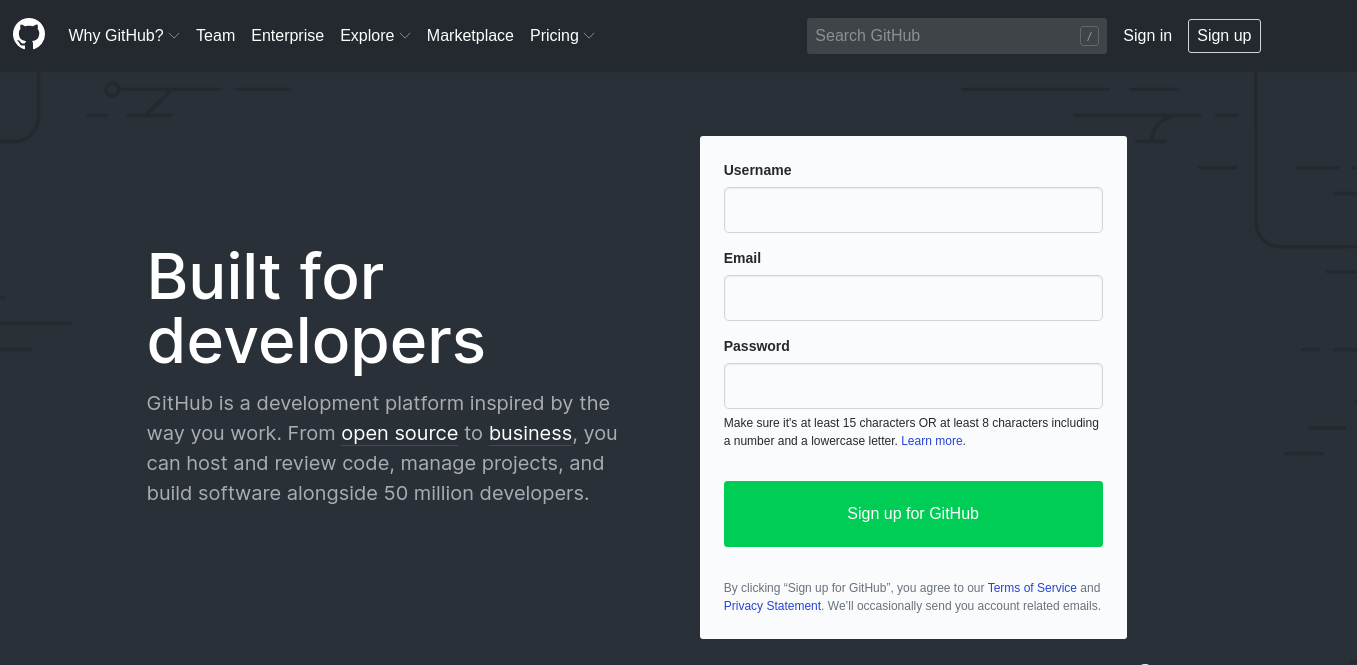 Why GitHub? Team Enterprise Explore Marketplace Pricing Search GitHub / Sign in Sign up
Built for
developers
GitHub is a development platform inspired by the
way you work. From open source to business, you
can host and review code, manage projects, and
build software alongside 50 million developers.
Username
Email
Password
Make sure it's at least 15 characters OR at least 8 characters including
a number and a lowercase letter. Learn more.
Sign up for GitHub
By clicking “Sign up for GitHub”, you agree to our Terms of Service and
Privacy Statement. We’ll occasionally send you account related emails.